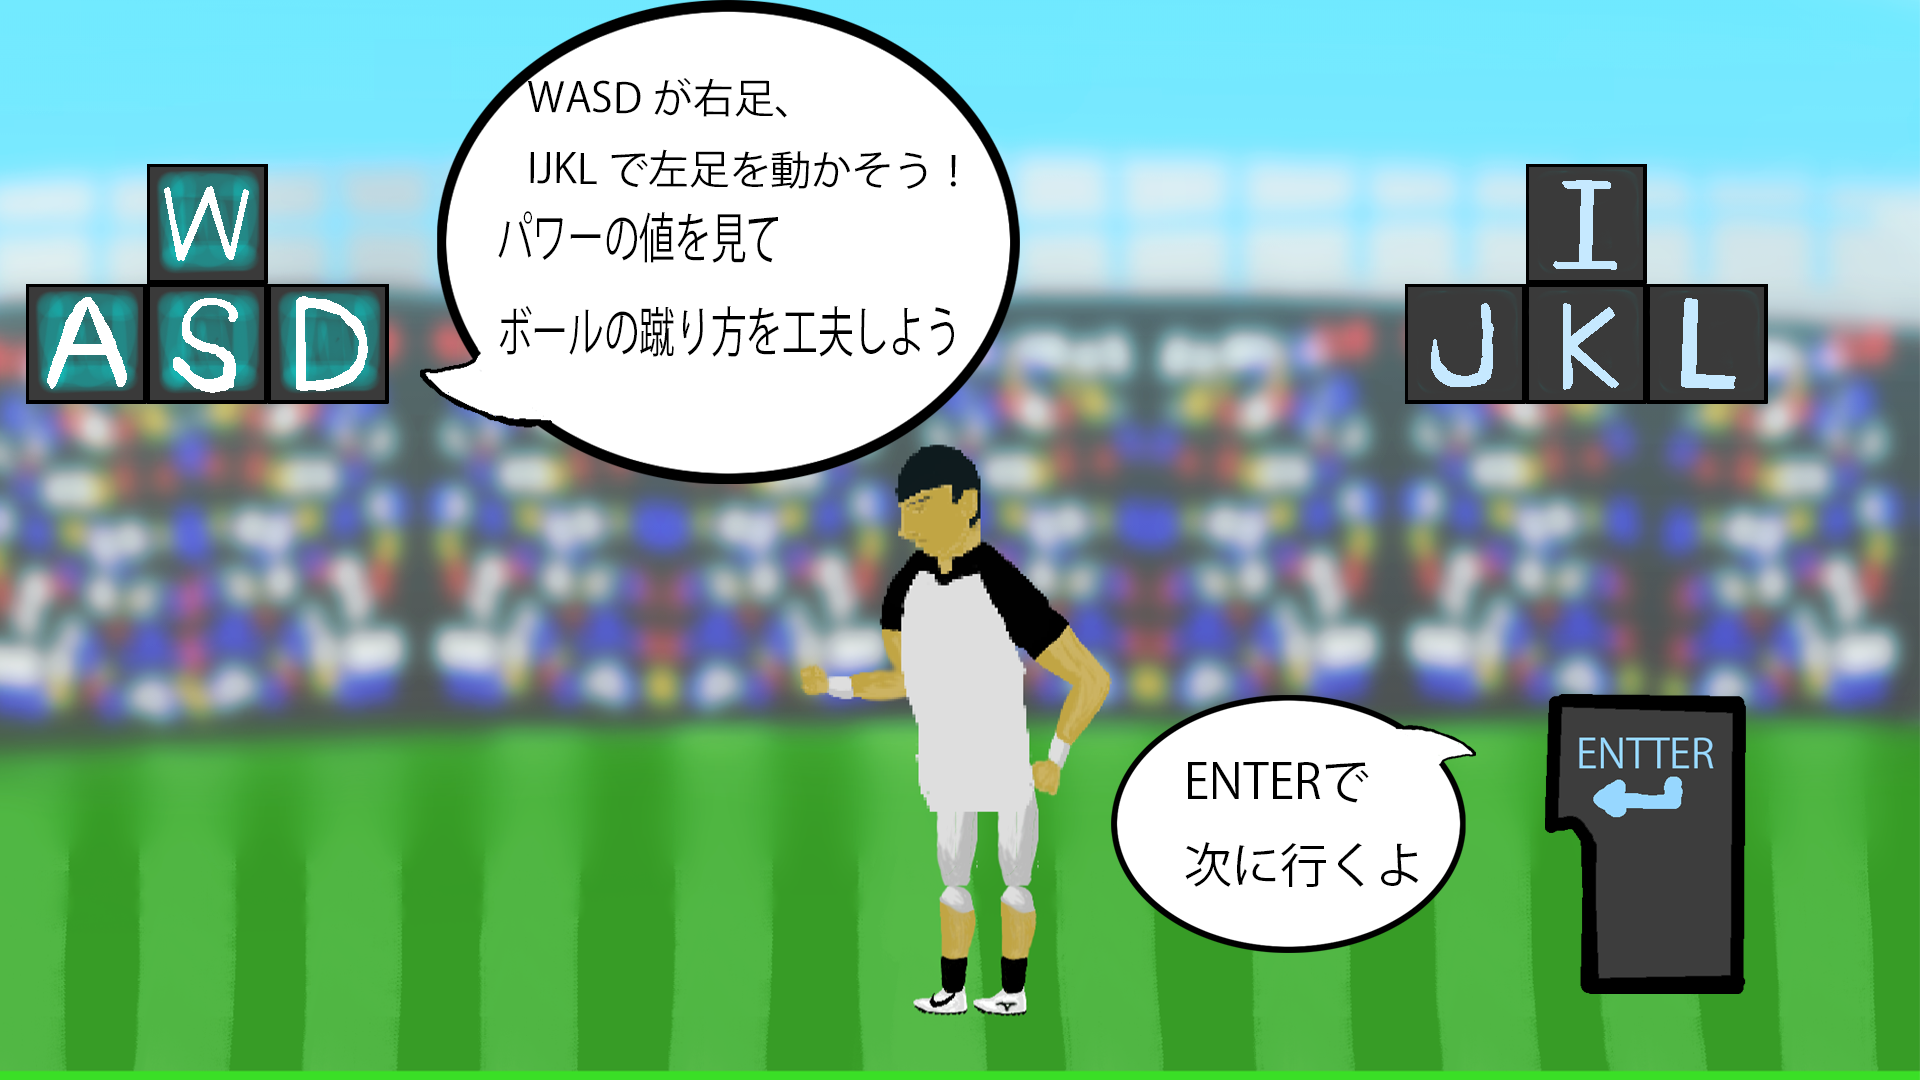 WASD が右足、
IJKL で左足を動かそう！
パワーの値を見て
ボールの蹴り方を工夫しよう
W
A S D
I
J K L
ENTERで
次に行くよ
ENTTER